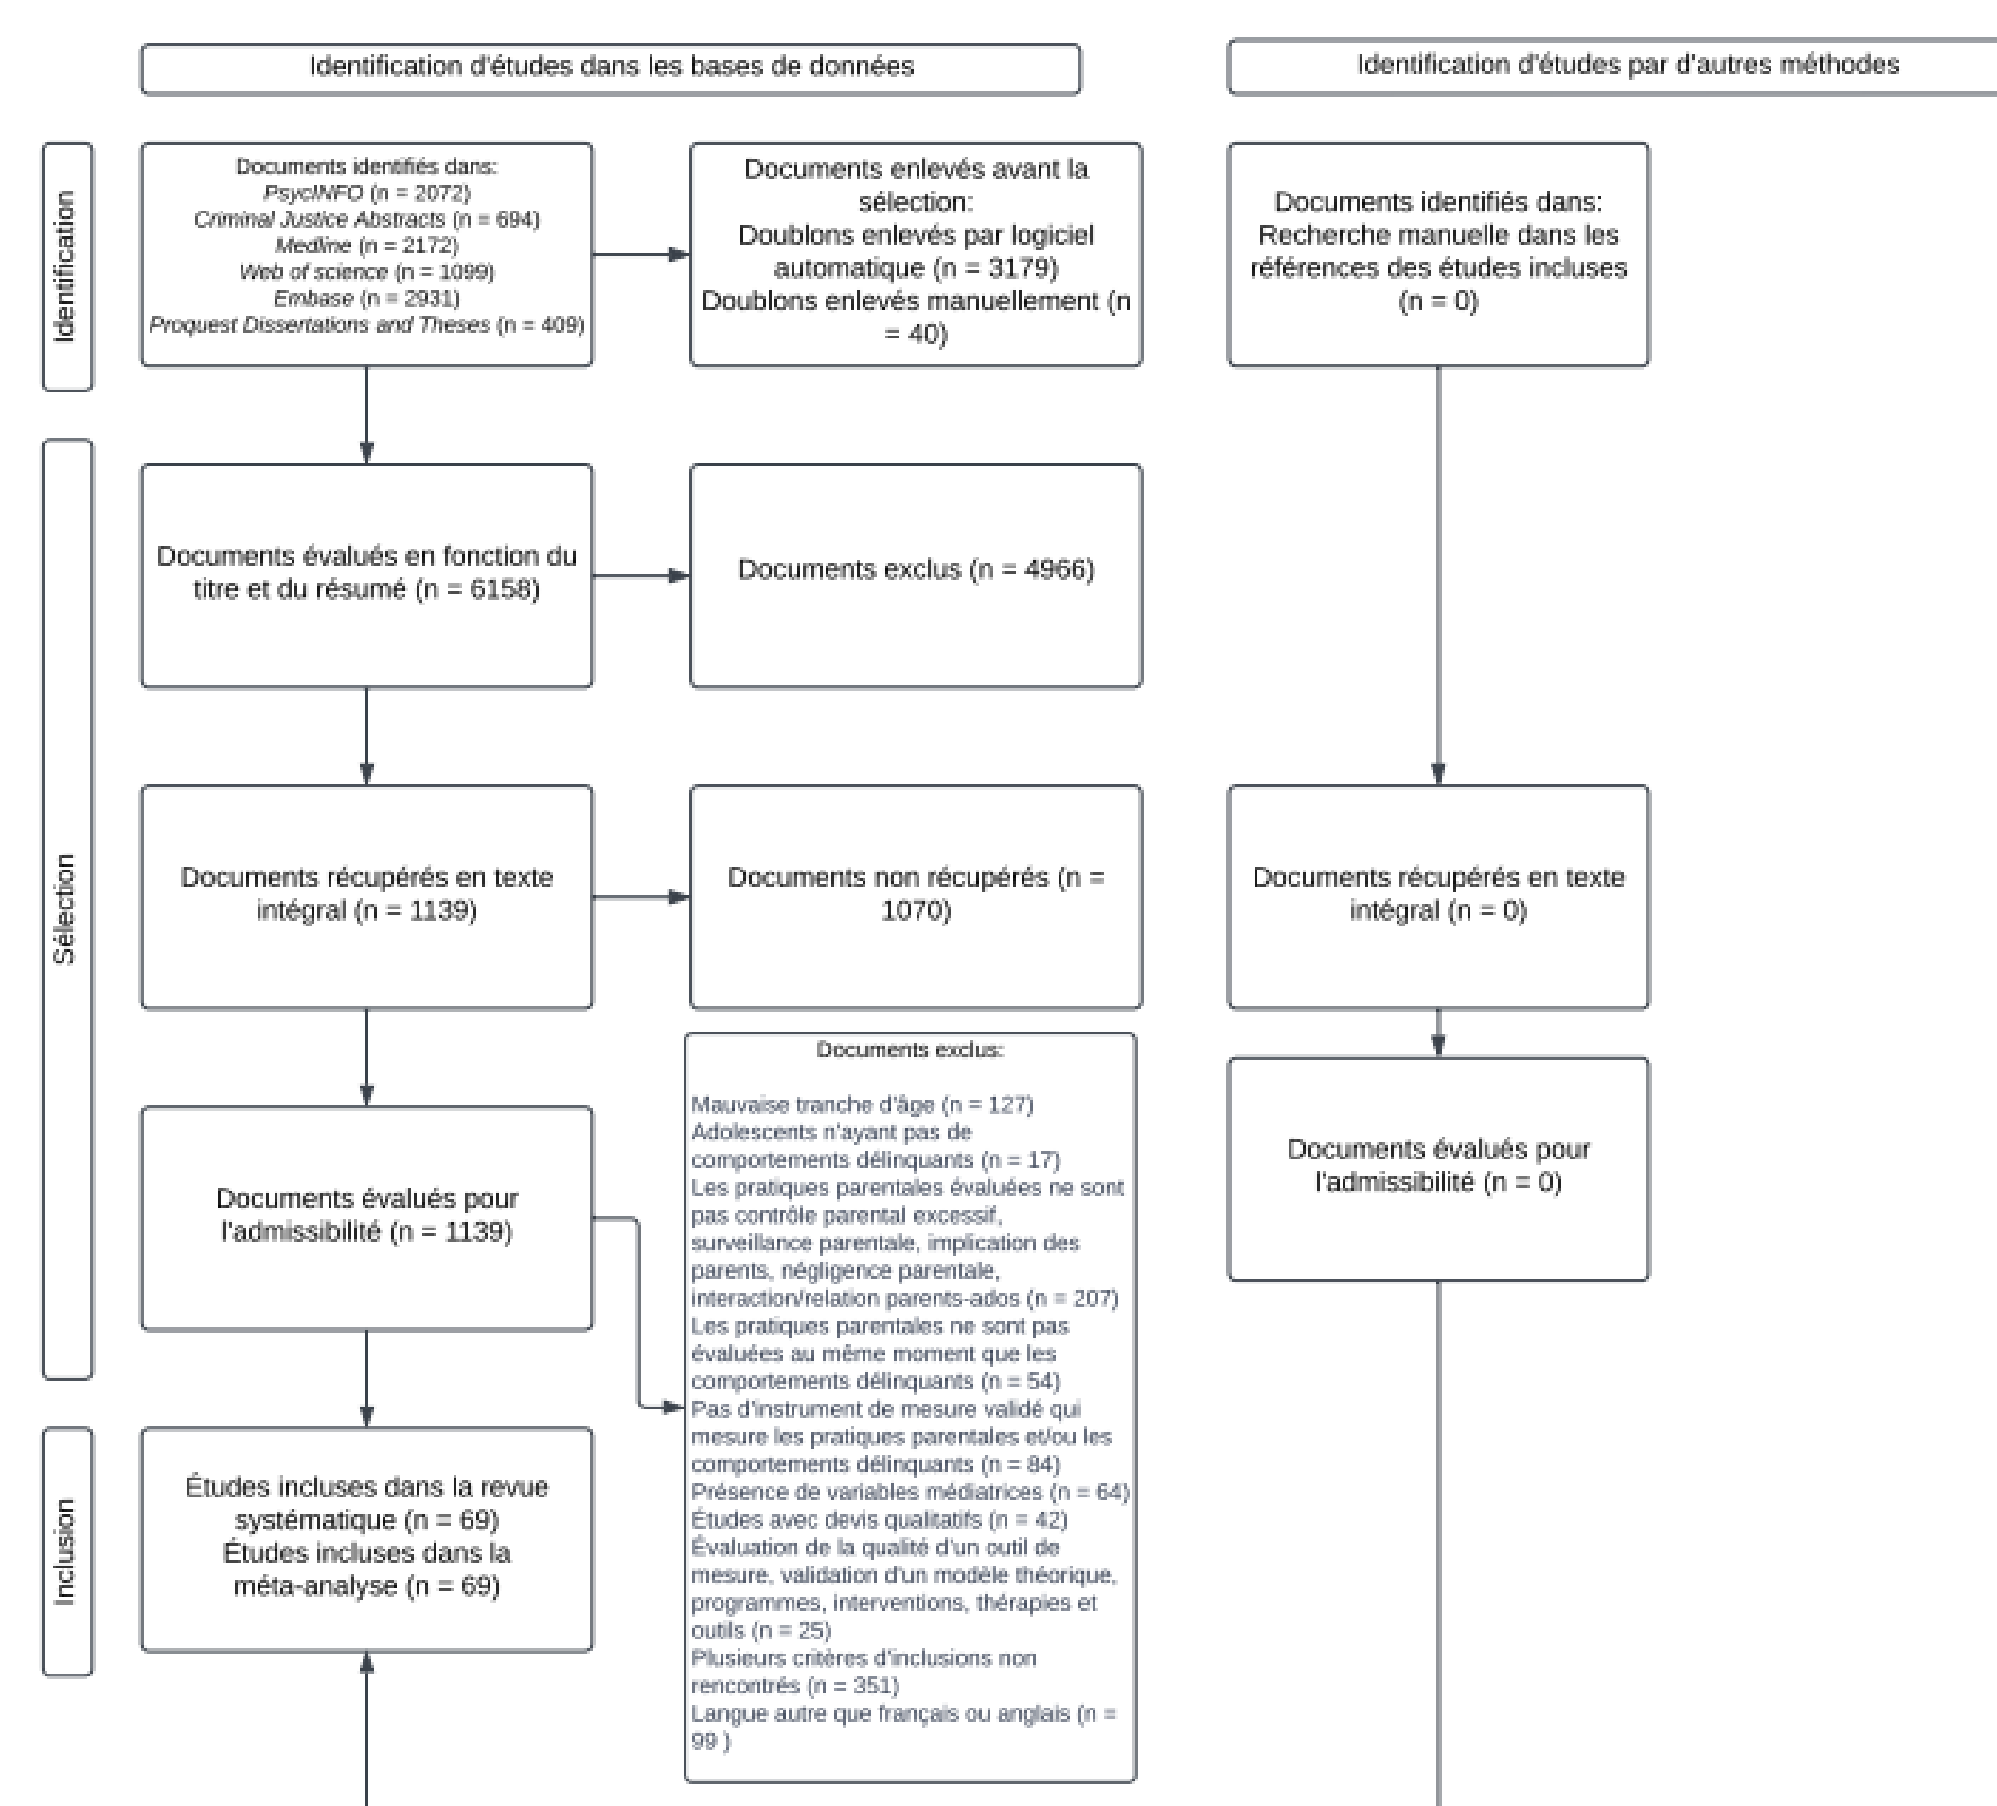 Identification d'études dans les bases de données
Identification d'études par d'autres méthodes
Identification
Documents identifiés dans:
PsycINFO (n = 2072)
Criminal Justice Abstracts (n = 694)
Medline (n = 2172)
Web of science (n = 1099)
Embase (n = 2931)
Proquest Dissertations and Theses (n = 409)
Documents enlevés avant la
sélection:
Doublons enlevés par logiciel
automatique (n = 3179)
Doublons enlevés manuellement (n
= 40)
Documents identifiés dans:
Recherche manuelle dans les
références des études incluses
(n = 0)
Sélection
Documents évalués en fonction du
titre et du résumé (n = 6158)
Documents exclus (n = 4966)
Documents récupérés en texte
intégral (n = 1139)
Documents non récupérés (n =
1070)
Documents récupérés en texte
intégral (n = 0)
Documents évalués pour
l'admissibilité (n = 1139)
Documents exclus:
Mauvaise tranche d'âge (n = 127)
Adolescents n'ayant pas de
comportements délinquants (n = 17)
Les pratiques parentales évaluées ne sont
pas contrôle parental excessif,
surveillance parentale, implication des
parents, négligence parentale,
interaction/relation parents-ados (n = 207)
Les pratiques parentales ne sont pas
évaluées au même moment que les
comportements délinquants (n = 54)
Pas d'instrument de mesure validé qui
mesure les pratiques parentales et/ou les
comportements délinquants (n = 84)
Présence de variables médiatrices (n = 64)
Études avec devis qualitatifs (n = 42)
Évaluation de la qualité d'un outil de
mesure, validation d'un modèle théorique,
programmes, interventions, thérapies et
outils (n = 25)
Plusieurs critères d'inclusions non
rencontrés (n = 351)
Langue autre que français ou anglais (n =
99 )
Documents évalués pour
l'admissibilité (n = 0)
Inclusion
Études incluses dans la revue
systématique (n = 69)
Études incluses dans la
méta-analyse (n = 69)